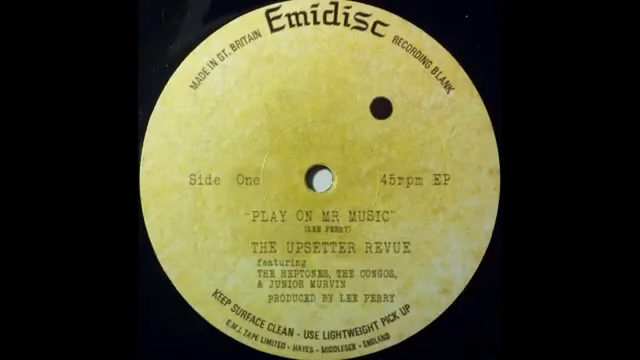 Emidisc
MADE IN GT. BRITAIN
RECORDING BLANK
Side One
45rpm EP
"PLAY ON MR MUSIC"
(LEE PERRY)
THE UPSETTER REVUE
featuring
THE HEPTONES, THE CONGOS,
& JUNIOR MURVIN
PRODUCED BY LEE PERRY
KEEP SURFACE CLEAN - USE LIGHTWEIGHT PICK UP
E.M.I. TAPE LIMITED - HAYES - MIDDLESEX - ENGLAND